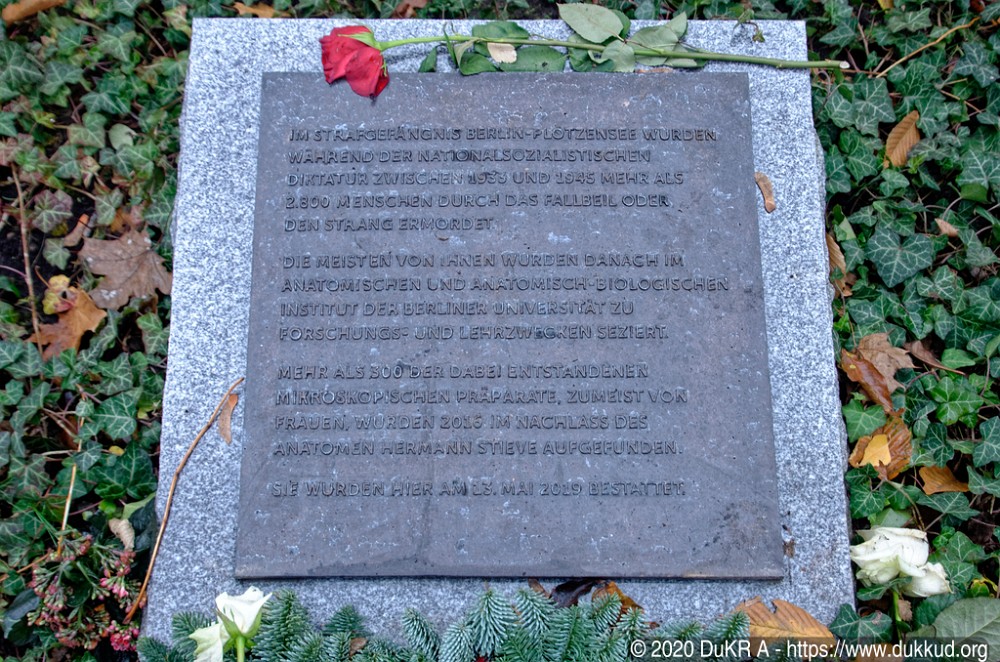 IM STRAFGEFÄNGNIS BERLIN-PLÖTZENSEE WURDEN
WÄHREND DER NATIONALSOZIALISTISCHEN
DIKTATUR ZWISCHEN 1933 UND 1945 MEHR ALS
2.800 MENSCHEN DURCH DAS FALLBEIL ODER
DEN STRANG ERMORDET.
DIE MEISTEN VON IHNEN WURDEN DANACH IM
ANATOMISCHEN UND ANATOMISCH-BIOLOGISCHEN
INSTITUT DER BERLINER UNIVERSITÄT ZU
FORSCHUNGS- UND LEHRZWECKEN SEZIERT.
MEHR ALS 300 DER DABEI ENTSTANDENEN
MIKROSKOPISCHEN PRÄPARATE, ZUMEIST VON
FRAUEN, WURDEN 2016 IM NACHLASS DES
ANATOMEN HERMANN STIEVE AUFGEFUNDEN.
SIE WURDEN HIER AM 13. MAI 2019 BESTATTET.
© 2020 DuKR A - https://www.dukkud.org